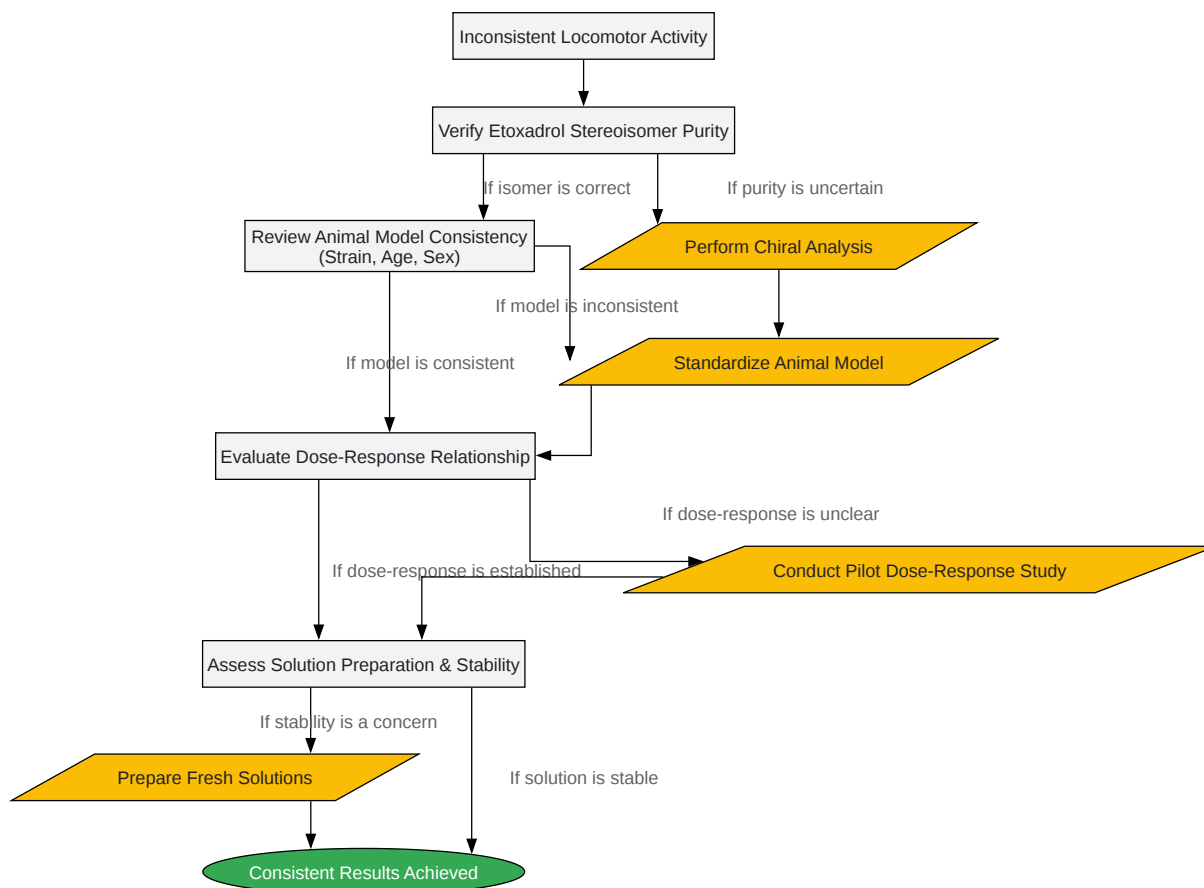 Inconsistent Locomotor Activity
Verify Etoxadrol Stereoisomer Purity
If isomer is correct
If purity is uncertain
Review Animal Model Consistency
(Strain, Age, Sex)
Perform Chiral Analysis
If model is inconsistent
If model is consistent
Standardize Animal Model
Evaluate Dose-Response Relationship
If dose-response is unclear
If dose-response is established
Conduct Pilot Dose-Response Study
Assess Solution Preparation & Stability
If stability is a concern
Prepare Fresh Solutions
If solution is stable
Consistent Results Achieved